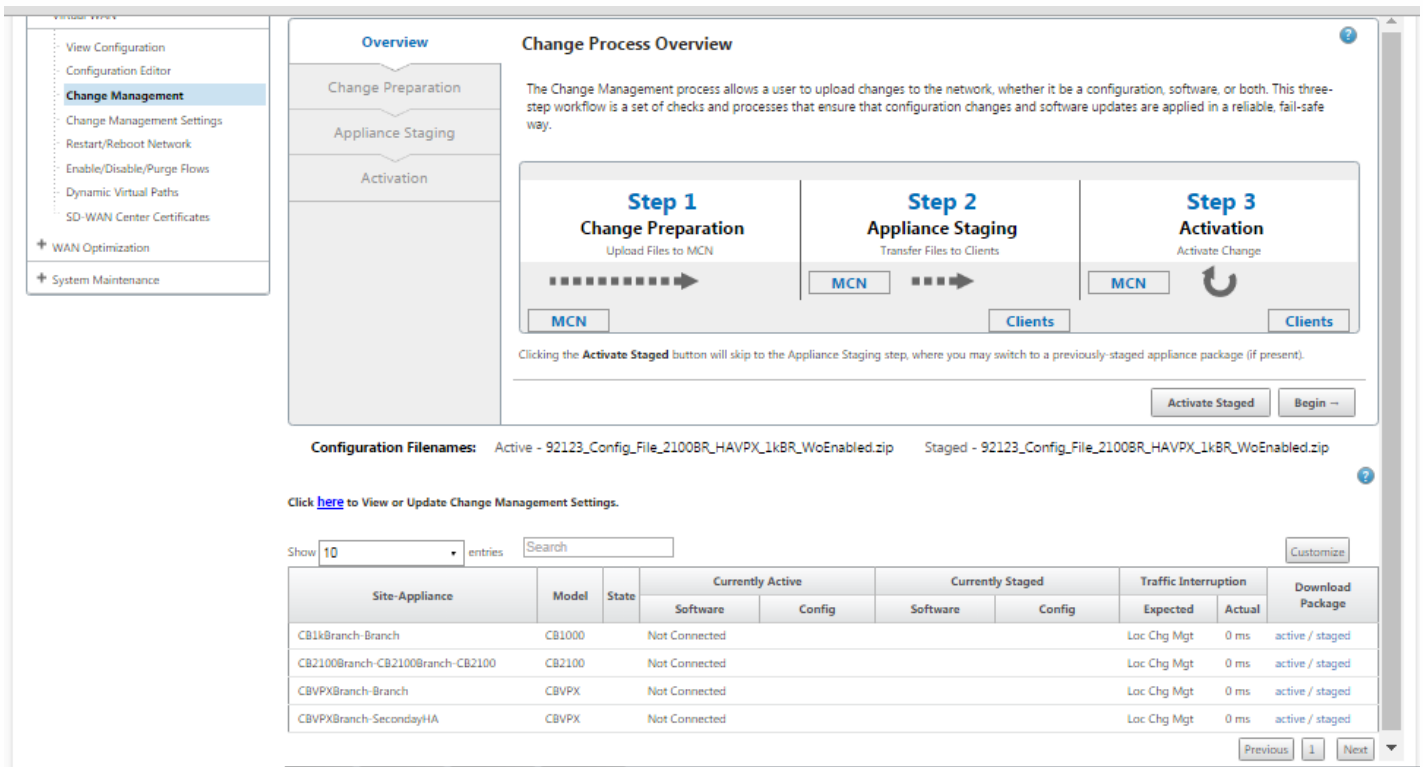 Virtual WAN
View Configuration
Configuration Editor
Change Management
Change Management Settings
Restart/Reboot Network
Enable/Disable/Purge Flows
Dynamic Virtual Paths
SD-WAN Center Certificates
+ WAN Optimization
+ System Maintenance
Overview
Change Preparation
Appliance Staging
Activation
Change Process Overview
?
The Change Management process allows a user to upload changes to the network, whether it be a configuration, software, or both. This three-
step workflow is a set of checks and processes that ensure that configuration changes and software updates are applied in a reliable, fail-safe
way.
Step 1
Change Preparation
Upload Files to MCN
MCN
Step 2
Appliance Staging
Transfer Files to Clients
MCN
Clients
Step 3
Activation
Activate Change
MCN
Clients
Clicking the Activate Staged button will skip to the Appliance Staging step, where you may switch to a previously-staged appliance package (if present).
Activate Staged Begin →
Configuration Filenames: Active - 92123_Config_File_2100BR_HAVPX_1kBR_WoEnabled.zip Staged - 92123_Config_File_2100BR_HAVPX_1kBR_WoEnabled.zip
?
Click here to View or Update Change Management Settings.
Show 10 entries Search Customize
Site-Appliance Model State Currently Active Currently Staged Traffic Interruption Download Package
Software Config Software Config Expected Actual
CB1kBranch-Branch CB1000 Not Connected Loc Chg Mgt 0 ms active / staged
CB2100Branch-CB2100Branch-CB2100 CB2100 Not Connected Loc Chg Mgt 0 ms active / staged
CBVPXBranch-Branch CBVPX Not Connected Loc Chg Mgt 0 ms active / staged
CBVPXBranch-SecondayHA CBVPX Not Connected Loc Chg Mgt 0 ms active / staged
Previous 1 Next